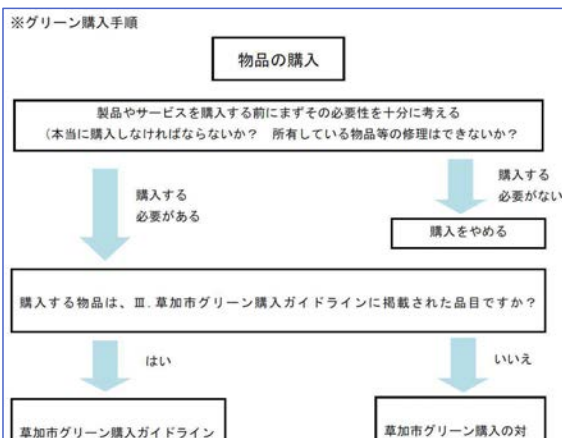 ※グリーン購入手順
物品の購入
製品やサービスを購入する前にまずその必要性を十分に考える
（本当に購入しなければならないか？　所有している物品等の修理はできないか？
購入する
必要がある
購入する
必要がない
購入をやめる
購入する物品は、Ⅲ．草加市グリーン購入ガイドラインに掲載された品目ですか？
はい
いいえ
草加市グリーン購入ガイドライン
草加市グリーン購入の対